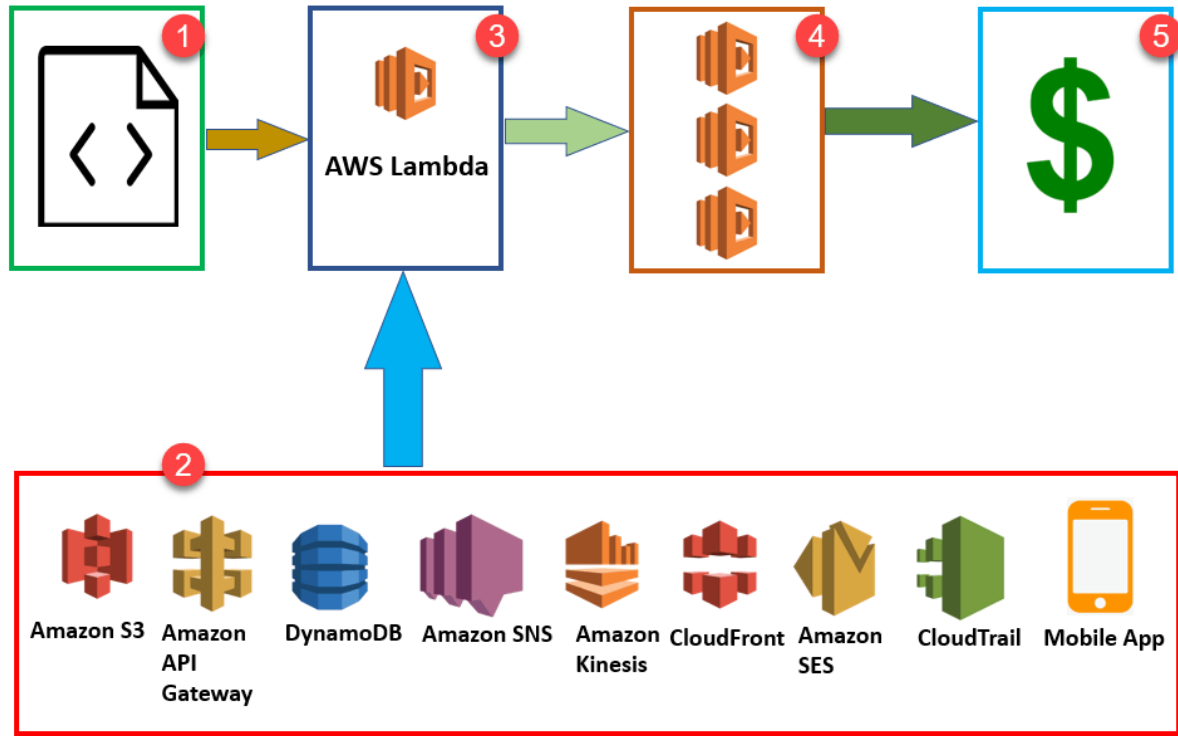 1
3
4
5
AWS Lambda
$
2
Amazon S3
Amazon
API
Gateway
DynamoDB
Amazon SNS
Amazon
Kinesis
CloudFront
Amazon
SES
CloudTrail
Mobile App